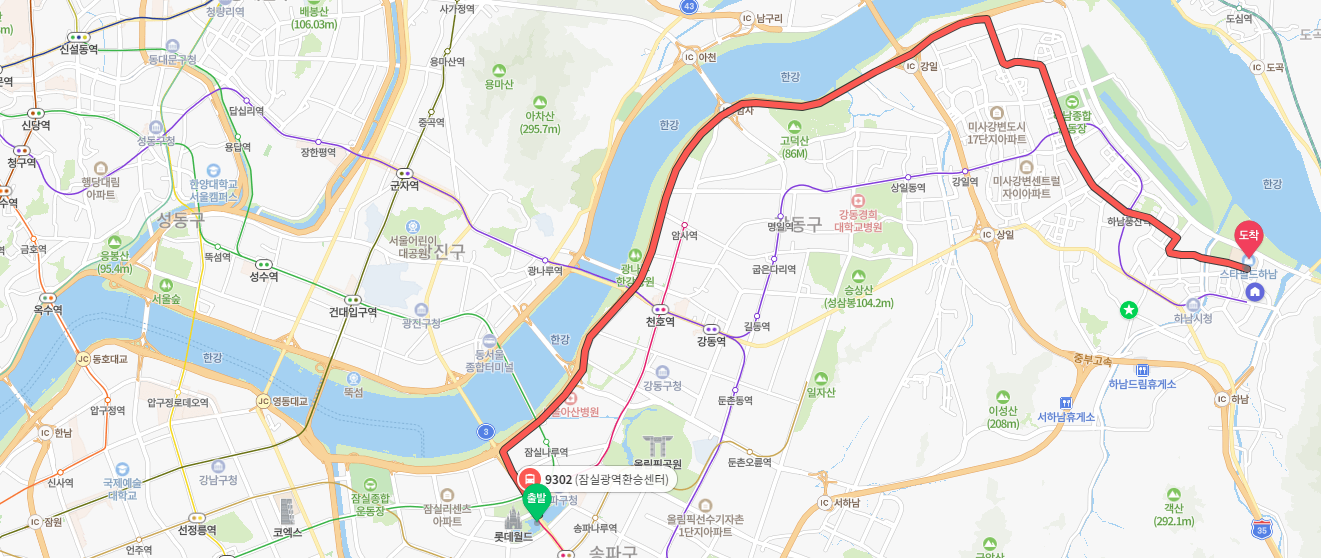 배봉산
(106.03m)
청량리역
사가정역
43
IC 남구리
도심역
신설동역
동대문구청
용마산역
용마산
IC 아천
한강
IC 강일
IC 도곡
답십리역
중곡역
아차산
(295.7m)
신당역
성동구청
용답역
장한평역
한강
고덕산
(86M)
미사강변도시
17단지아파트
청구역
행당대림
아파트
한양대학교
서울캠퍼스
군자역
상일동역
강일역
미사강변센트럴
자이아파트
한강
성동구
서울어린이
대공원
강동경희
대학교병원
명일역
암사역
하남풍산역
도착
금호역
응봉산
(95.4m)
뚝섬역
성수역
광나루역
굽은다리역
IC 상일
스타필드하남
서울숲
옥수역
건대입구역
광진구청
천호역
강동역
길동역
승상산
(성삼봉104.2m)
하남시청
한강
JC 동호대교
동서울
종합터미널
한강
강동구청
중부고속
하남드림휴게소
뚝섬
일자산
둔촌동역
압구정역
압구정로데오역
JC 영동대교
이성산
(208m)
서하남휴게소
IC 하남
IC 한남
3
잠실나루역
올림픽공원
둔촌오륜역
신사역
국제예술
대학교
강남구청
9302 (잠실광역환승센터)
출발
잠실종합
운동장
잠실리센츠
아파트
IC 서하남
객산
(292.1m)
IC 잠원
선정릉역
코엑스
롯데월드
송파나루역
올림픽선수기자촌
1단지아파트
35
언주역
송파구